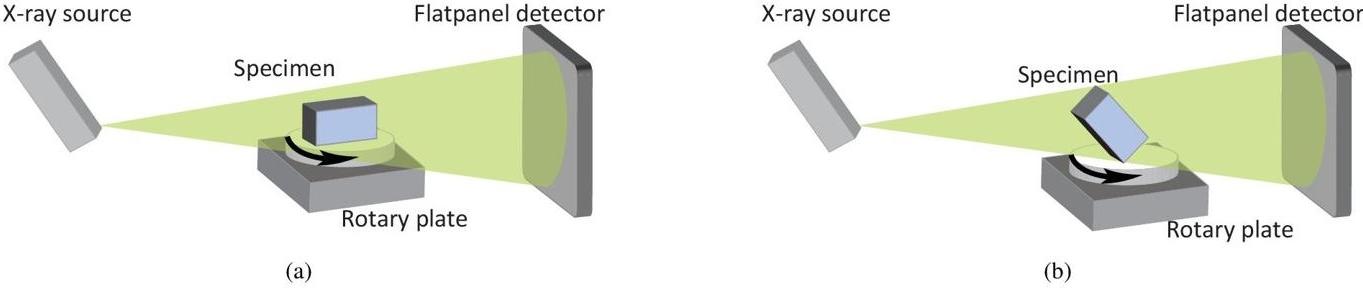 X-ray source
Flatpanel detector
Specimen
Rotary plate
(a)
X-ray source
Flatpanel detector
Specimen
Rotary plate
(b)